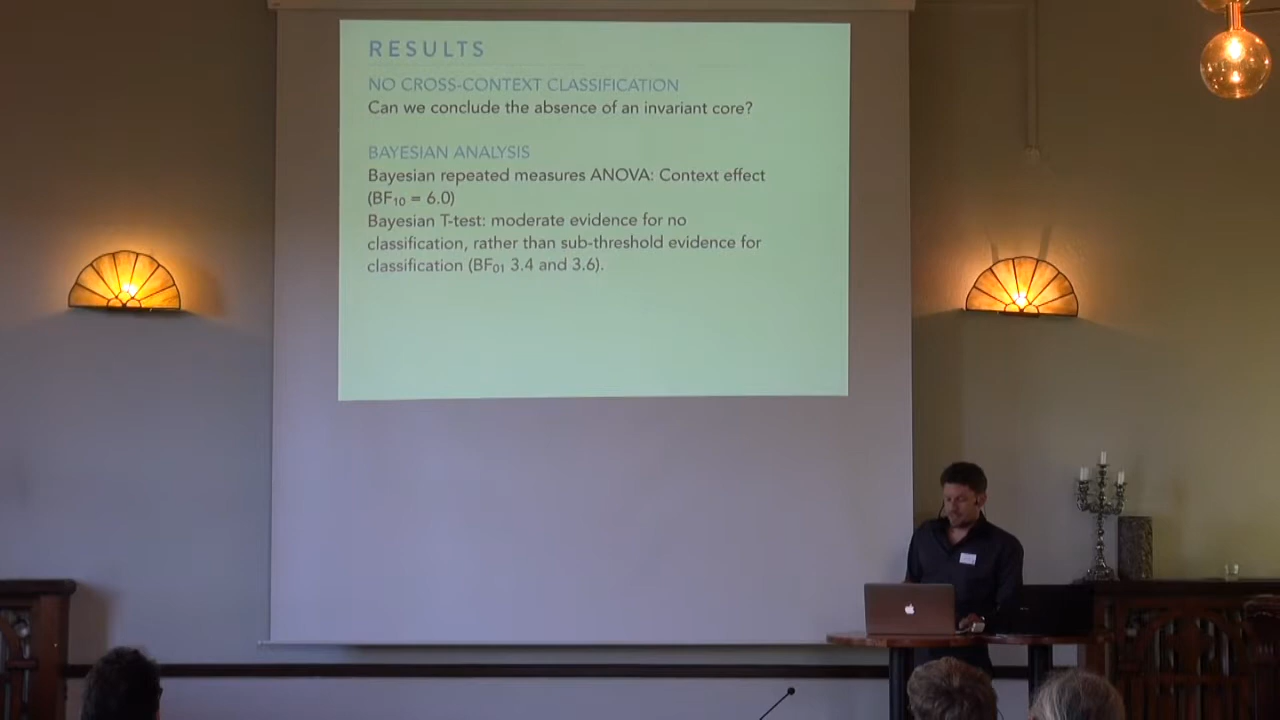 RESULTS
NO CROSS-CONTEXT CLASSIFICATION
Can we conclude the absence of an invariant core?
BAYESIAN ANALYSIS
Bayesian repeated measures ANOVA: Context effect
(BF₁₀ = 6.0)
Bayesian T-test: moderate evidence for no
classification, rather than sub-threshold evidence for
classification (BF₀₁ 3.4 and 3.6).